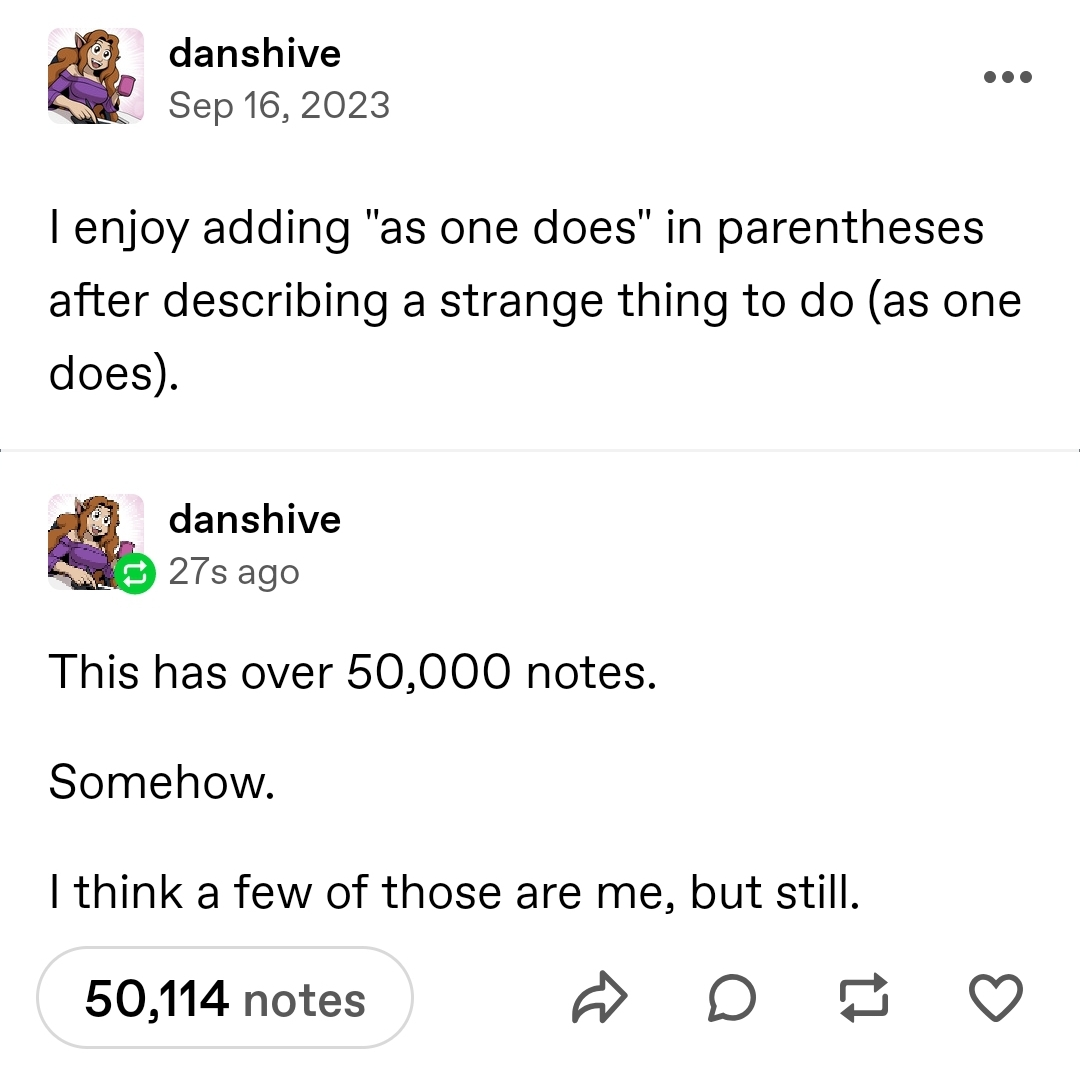 danshive
Sep 16, 2023
I enjoy adding "as one does" in parentheses
after describing a strange thing to do (as one
does).
danshive
27s ago
This has over 50,000 notes.
Somehow.
I think a few of those are me, but still.
50,114 notes